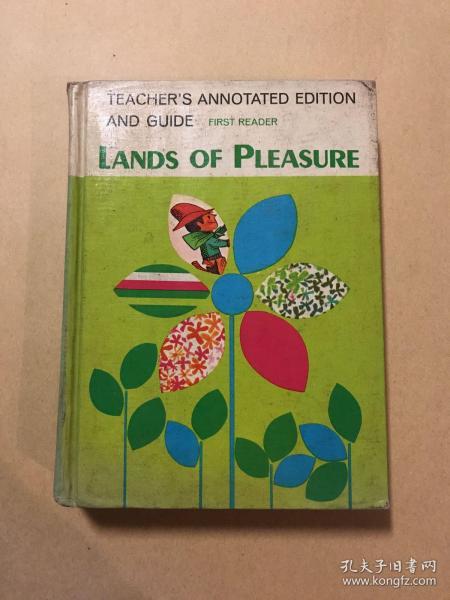 TEACHER'S ANNOTATED EDITION
AND GUIDE FIRST READER
LANDS OF PLEASURE
孔夫子旧书网
www.kongfz.com